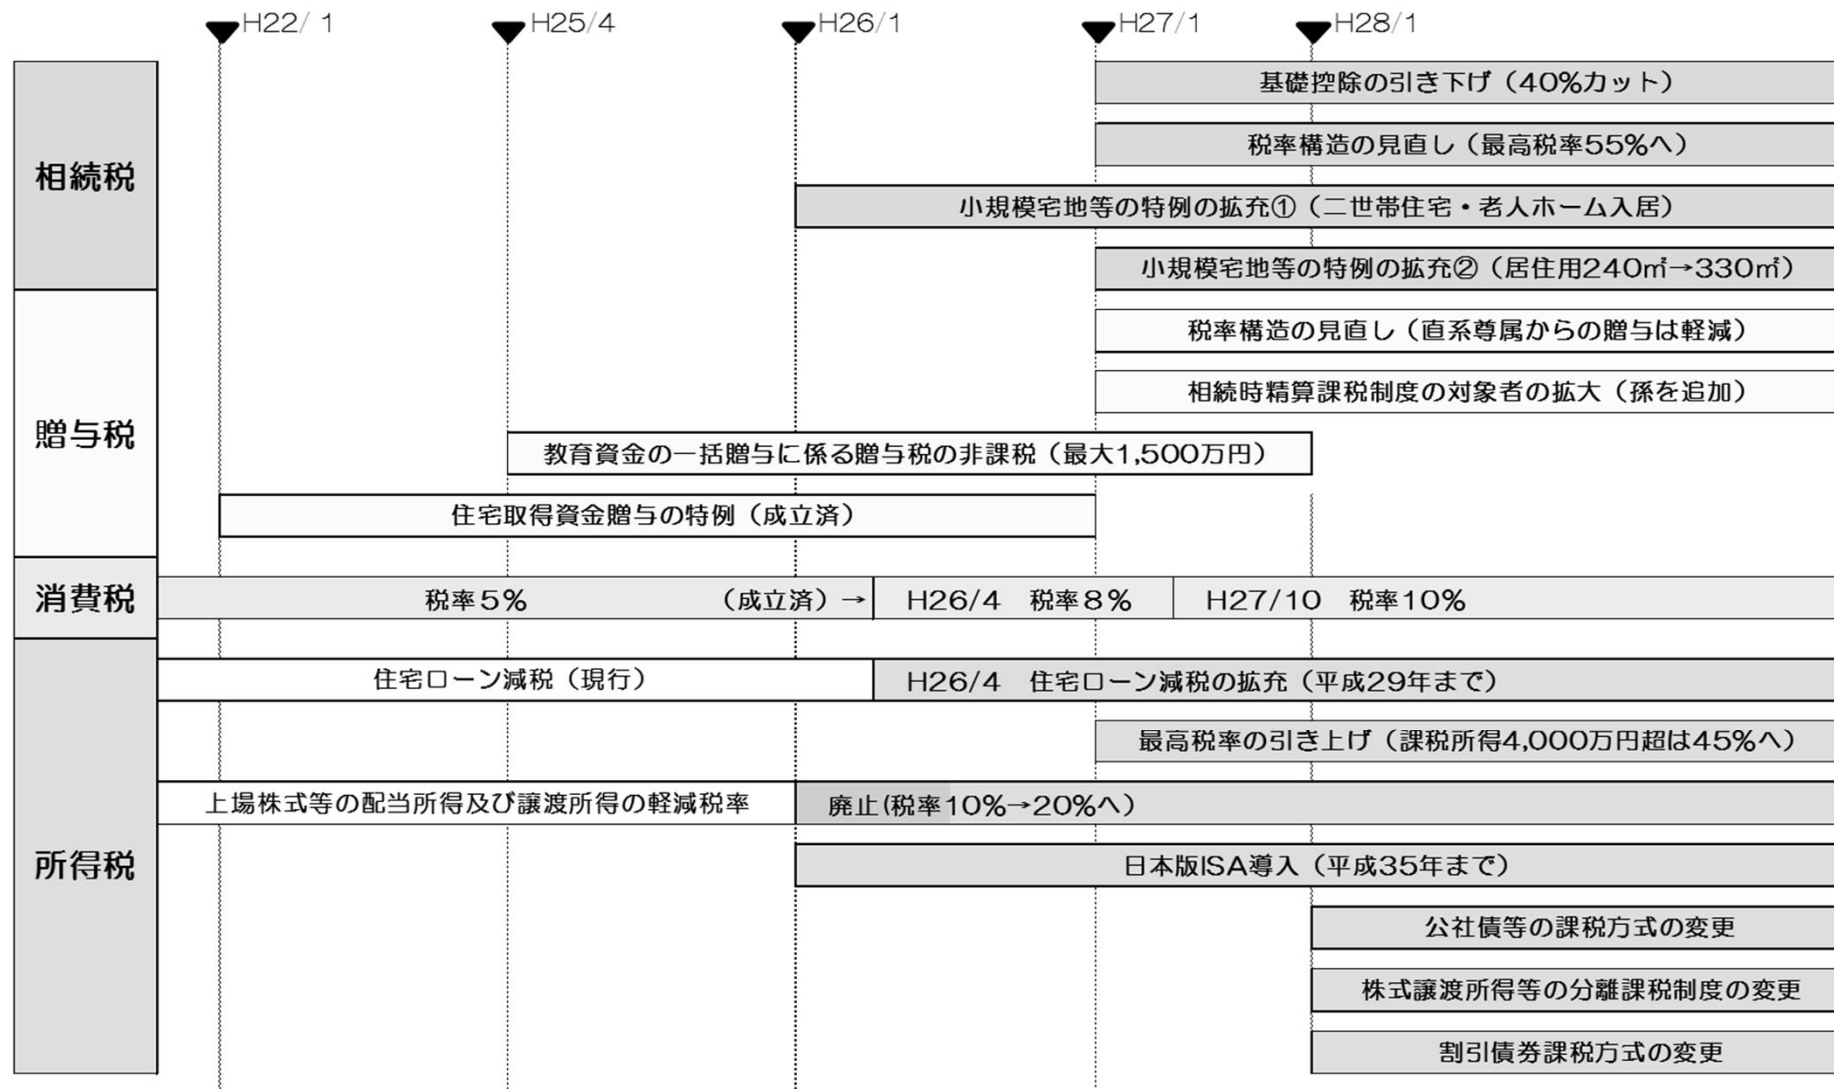 H22/ 1 H25/4 H26/1 H27/1 H28/1
相続税
基礎控除の引き下げ（40%カット）
税率構造の見直し（最高税率55%へ）
小規模宅地等の特例の拡充①（二世帯住宅・老人ホーム入居）
小規模宅地等の特例の拡充②（居住用240㎡→330㎡）
贈与税
税率構造の見直し（直系尊属からの贈与は軽減）
相続時精算課税制度の対象者の拡大（孫を追加）
教育資金の一括贈与に係る贈与税の非課税（最大1,500万円）
住宅取得資金贈与の特例（成立済）
消費税
税率5% （成立済）→ H26/4 税率8% H27/10 税率10%
所得税
住宅ローン減税（現行） H26/4 住宅ローン減税の拡充（平成29年まで）
最高税率の引き上げ（課税所得4,000万円超は45%へ）
上場株式等の配当所得及び譲渡所得の軽減税率 廃止(税率10%→20%へ）
日本版ISA導入（平成35年まで）
公社債等の課税方式の変更
株式譲渡所得等の分離課税制度の変更
割引債券課税方式の変更